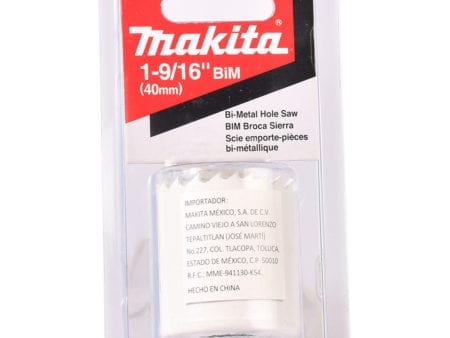 makita
1-9/16" BiM
(40mm)
Bi-Metal Hole Saw
BIM Broca Sierra
Scie emporte-pièces
bi-métallique
IMPORTADOR:
MAKITA MÉXICO, S.A. DE C.V.
CAMINO VIEJO A SAN LORENZO
TEPALTITLAN (JOSÉ MARTÍ)
No.227, COL. TLACOPA, TOLUCA,
ESTADO DE MÉXICO, C.P 50010
R.F.C.: MME-941130-K54.
HECHO EN CHINA